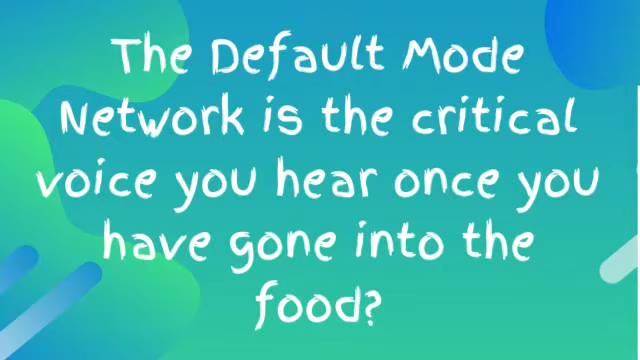 The Default Mode
Network is the critical
voice you hear once you
have gone into the
food?